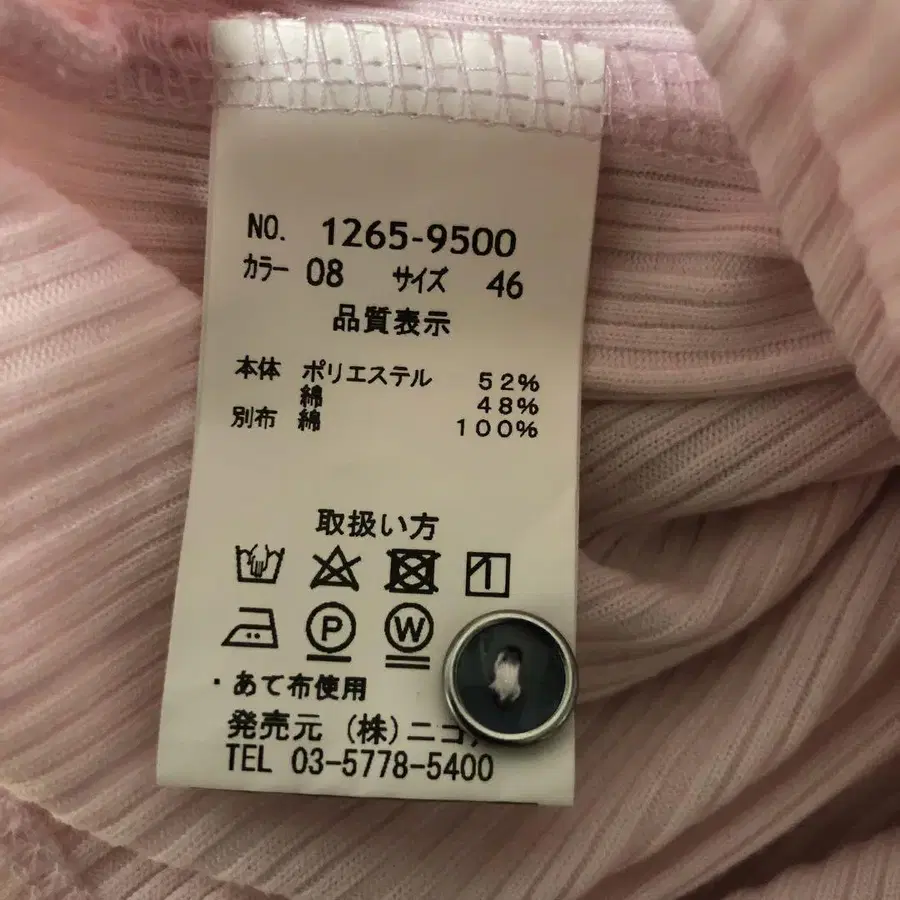 NO. 1265-9500
カラー 08 サイズ 46
品質表示
本体 ポリエステル 52%
綿 48%
別布 綿 100%
取扱い方
P W
・あて布使用
発売元 (株)ニコ
TEL 03-5778-5400